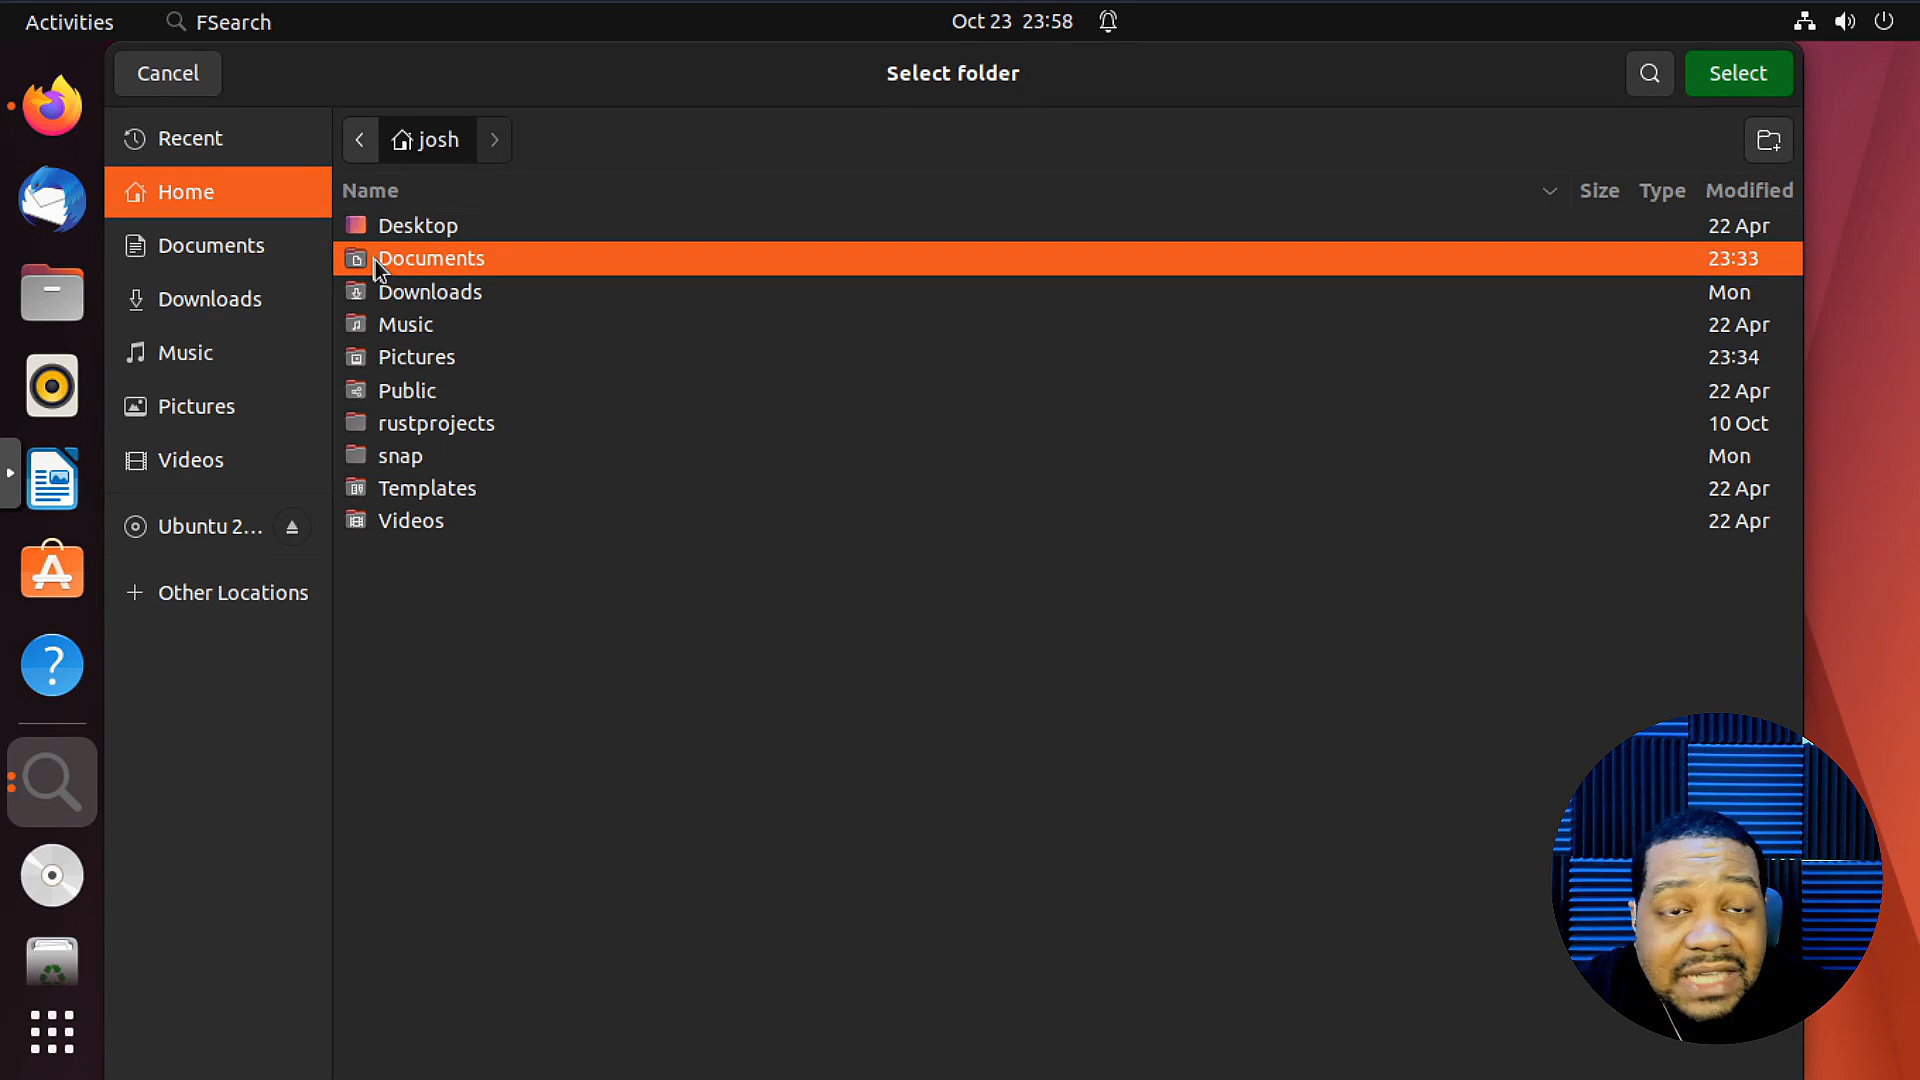 Activities
FSearch
Oct 23 23:58
Cancel
Select folder
Select
Recent
Home
Documents
Downloads
Music
Pictures
Videos
Ubuntu 2...
Other Locations
josh
Name Size Type Modified
Desktop 22 Apr
Documents 23:33
Downloads Mon
Music 22 Apr
Pictures 23:34
Public 22 Apr
rustprojects 10 Oct
snap Mon
Templates 22 Apr
Videos 22 Apr